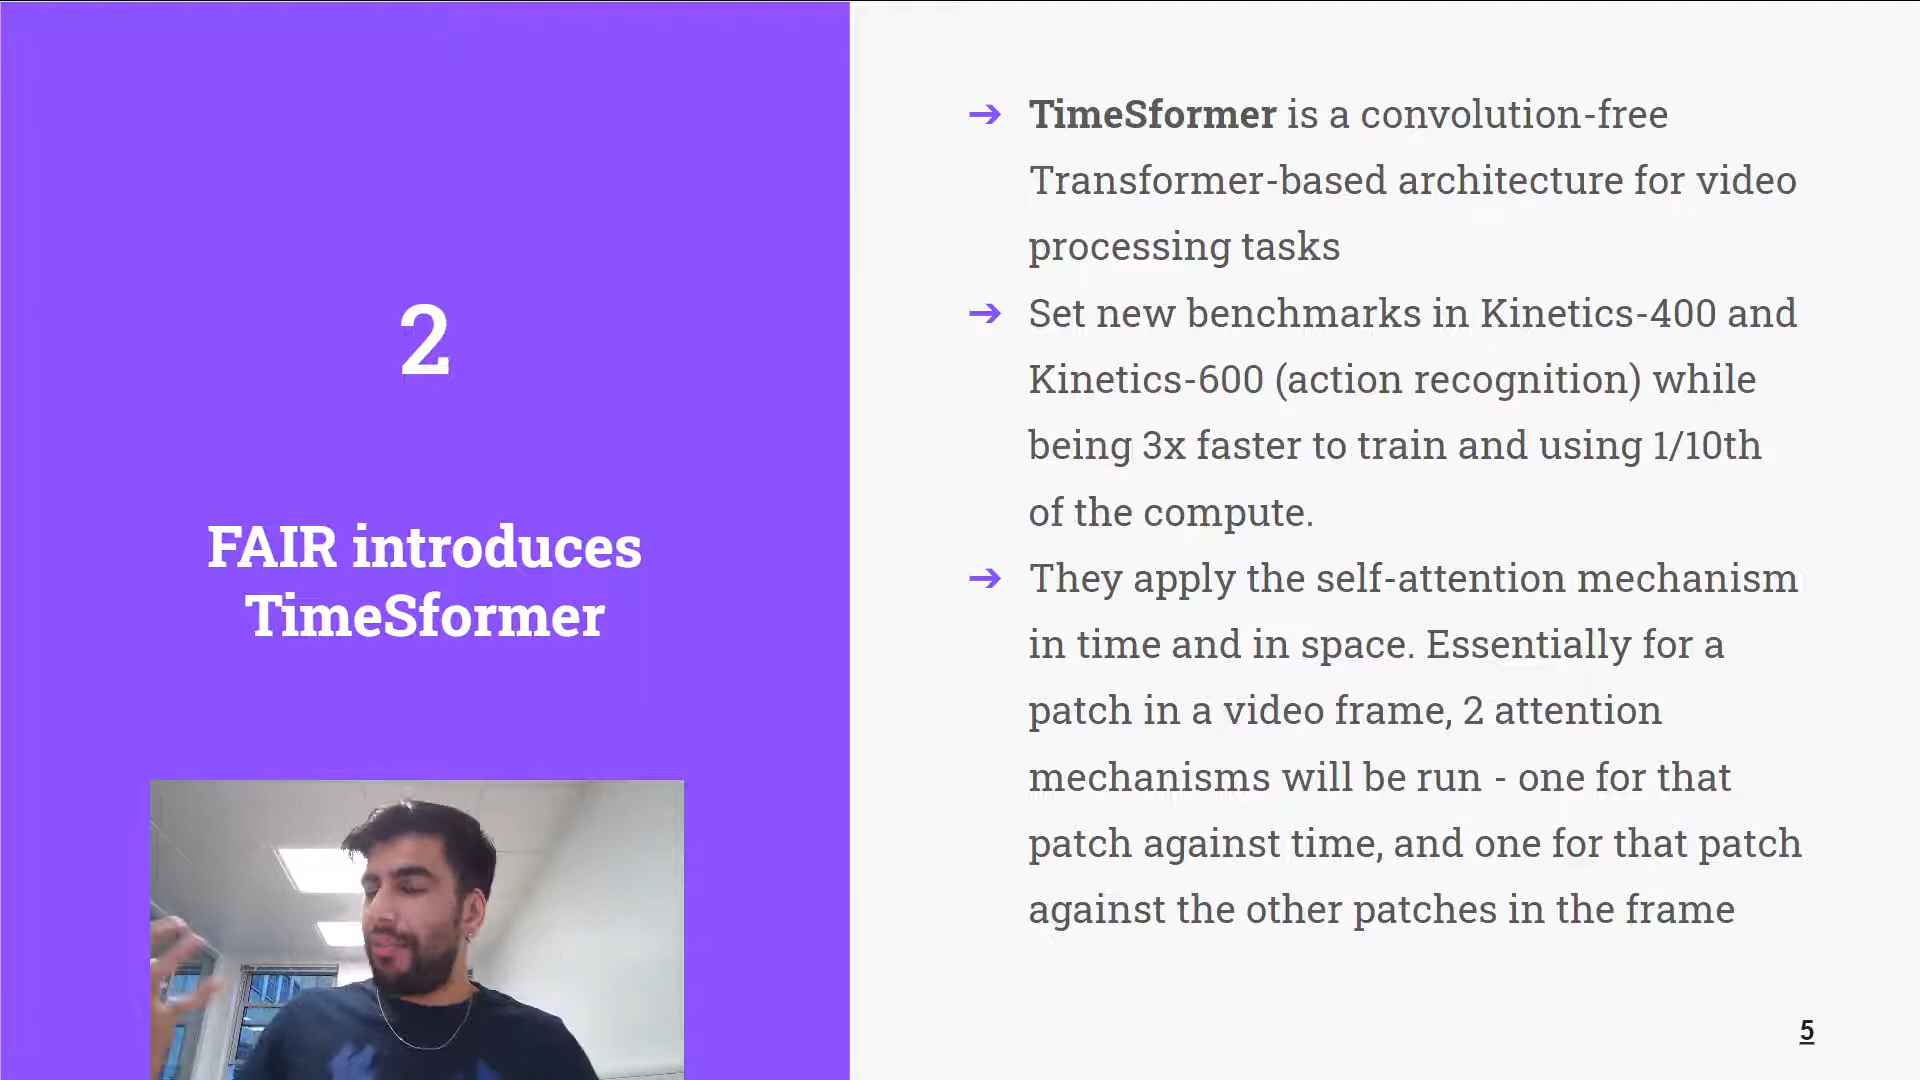 2
FAIR introduces
TimeSformer
➔ TimeSformer is a convolution-free
Transformer-based architecture for video
processing tasks
➔ Set new benchmarks in Kinetics-400 and
Kinetics-600 (action recognition) while
being 3x faster to train and using 1/10th
of the compute.
➔ They apply the self-attention mechanism
in time and in space. Essentially for a
patch in a video frame, 2 attention
mechanisms will be run - one for that
patch against time, and one for that patch
against the other patches in the frame
5